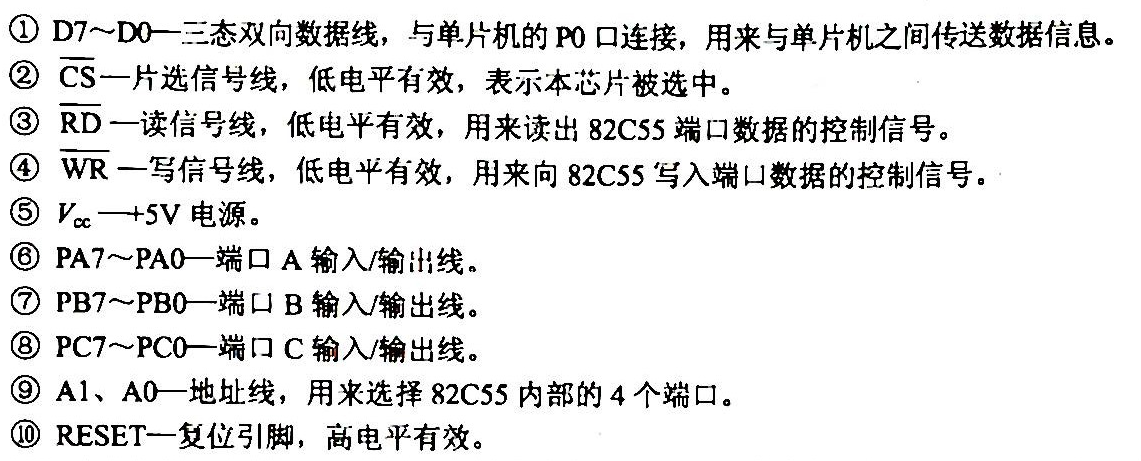 ① D7～D0—三态双向数据线，与单片机的 P0 口连接，用来与单片机之间传送数据信息。
② C̅S̅—片选信号线，低电平有效，表示本芯片被选中。
③ R̅D̅—读信号线，低电平有效，用来读出 82C55 端口数据的控制信号。
④ W̅R̅—写信号线，低电平有效，用来向 82C55 写入端口数据的控制信号。
⑤ Vcc—+5V 电源。
⑥ PA7～PA0—端口 A 输入/输出线。
⑦ PB7～PB0—端口 B 输入/输出线。
⑧ PC7～PC0—端口 C 输入/输出线。
⑨ A1、A0—地址线，用来选择 82C55 内部的 4 个端口。
⑩ RESET—复位引脚，高电平有效。